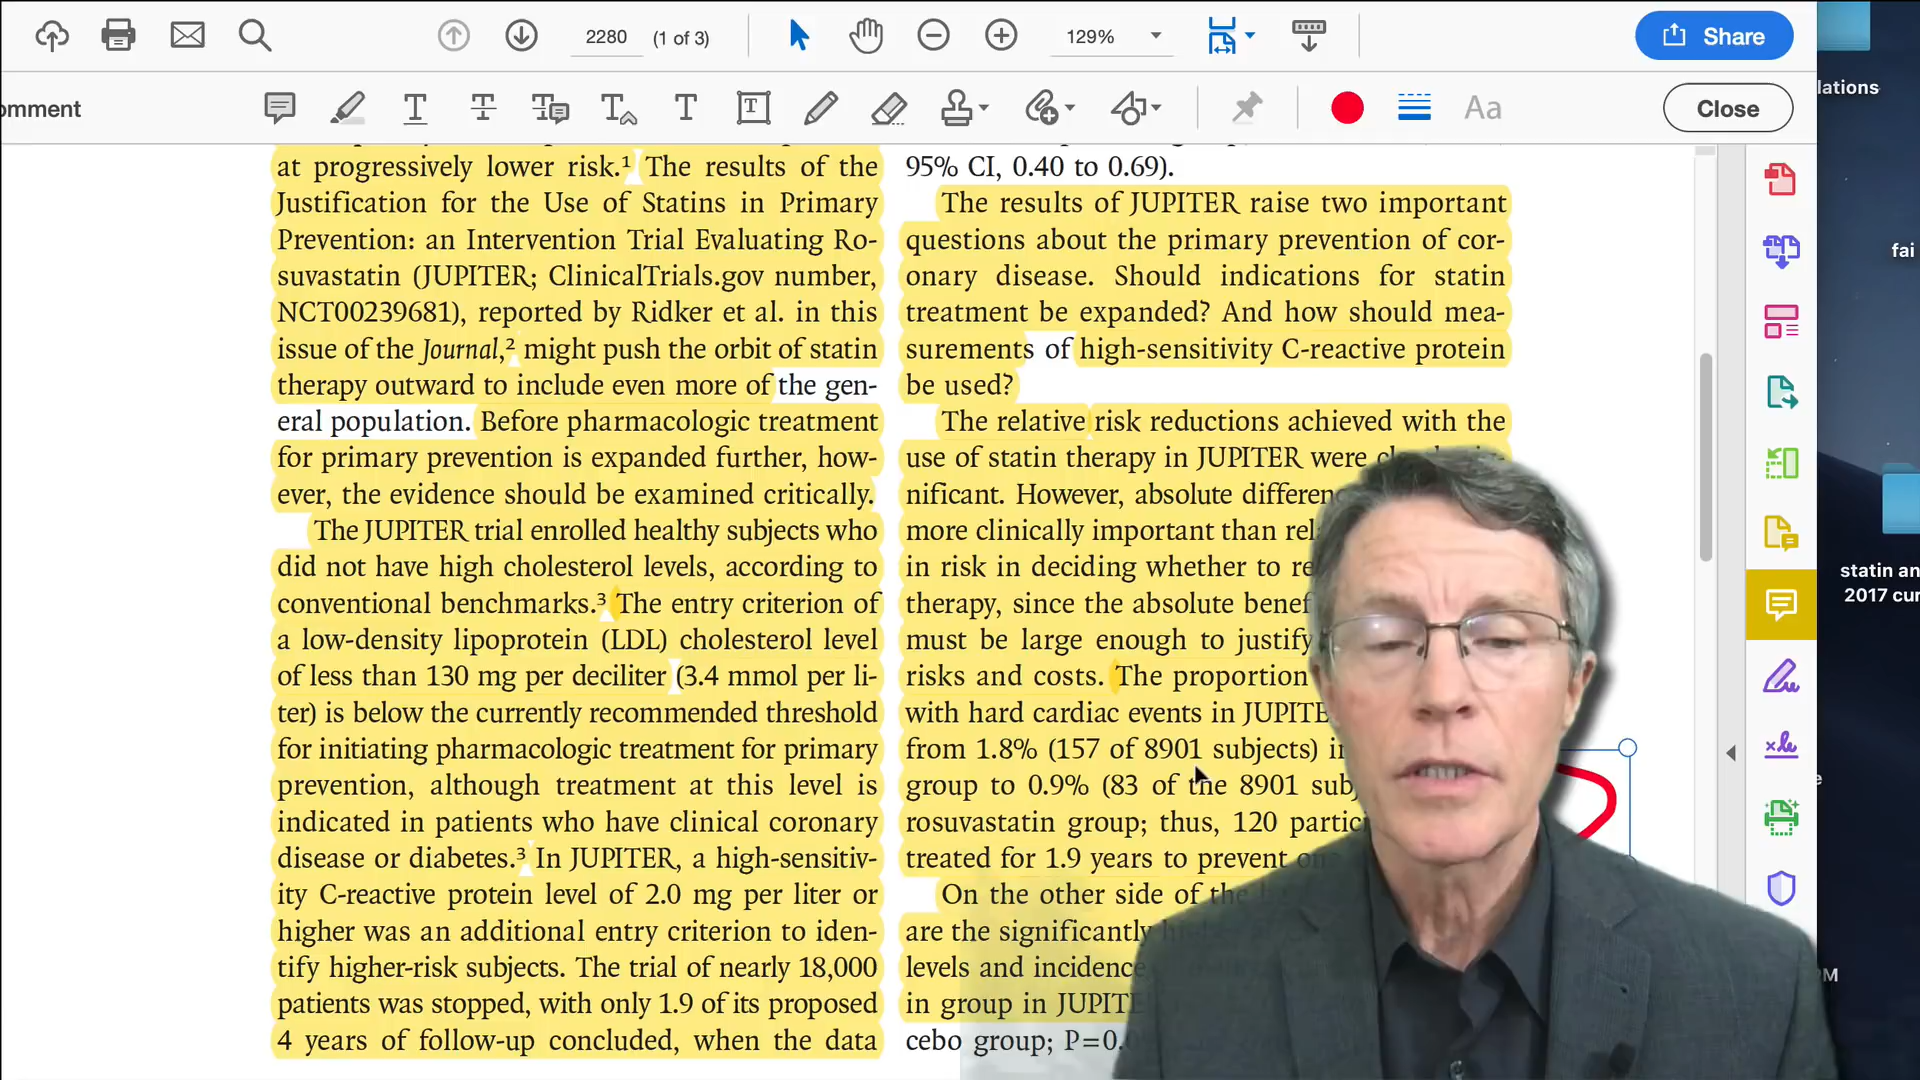 2280
(1 of 3)
129%
Share
omment
Aa
Close
at progressively lower risk.¹ The results of the
Justification for the Use of Statins in Primary
Prevention: an Intervention Trial Evaluating Ro-
suvastatin (JUPITER; ClinicalTrials.gov number,
NCT00239681), reported by Ridker et al. in this
issue of the Journal,² might push the orbit of statin
therapy outward to include even more of the gen-
eral population. Before pharmacologic treatment
for primary prevention is expanded further, how-
ever, the evidence should be examined critically.
The JUPITER trial enrolled healthy subjects who
did not have high cholesterol levels, according to
conventional benchmarks.³ The entry criterion of
a low-density lipoprotein (LDL) cholesterol level
of less than 130 mg per deciliter (3.4 mmol per li-
ter) is below the currently recommended threshold
for initiating pharmacologic treatment for primary
prevention, although treatment at this level is
indicated in patients who have clinical coronary
disease or diabetes.³ In JUPITER, a high-sensitiv-
ity C-reactive protein level of 2.0 mg per liter or
higher was an additional entry criterion to iden-
tify higher-risk subjects. The trial of nearly 18,000
patients was stopped, with only 1.9 of its proposed
4 years of follow-up concluded, when the data
95% CI, 0.40 to 0.69).
The results of JUPITER raise two important
questions about the primary prevention of cor-
onary disease. Should indications for statin
treatment be expanded? And how should mea-
surements of high-sensitivity C-reactive protein
be used?
The relative risk reductions achieved with the
use of statin therapy in JUPITER were
nificant. However, absolute
more clinically important than
in risk in deciding whether to
therapy, since the absolute
must be large enough to justify
risks and costs. The proportion
with hard cardiac events in
from 1.8% (157 of 8901 subjects)
group to 0.9% (83 of the 8901
rosuvastatin group; thus, 120
treated for 1.9 years to prevent
On the other side of the
are the significantly
levels and incidence
in group in
cebo group;
lations
fai
statin an
2017 cur
PM